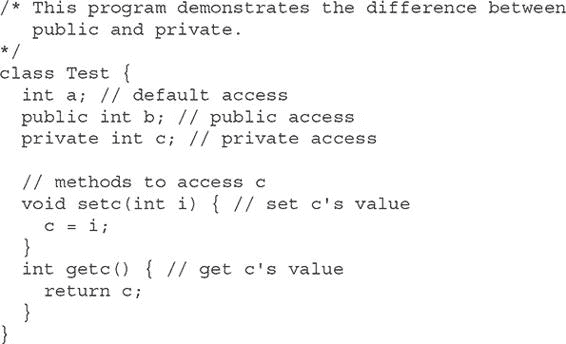 /* This program demonstrates the difference between
   public and private.
*/
class Test {
  int a; // default access
  public int b; // public access
  private int c; // private access

  // methods to access c
  void setc(int i) { // set c's value
    c = i;
  }
  int getc() { // get c's value
    return c;
  }
}